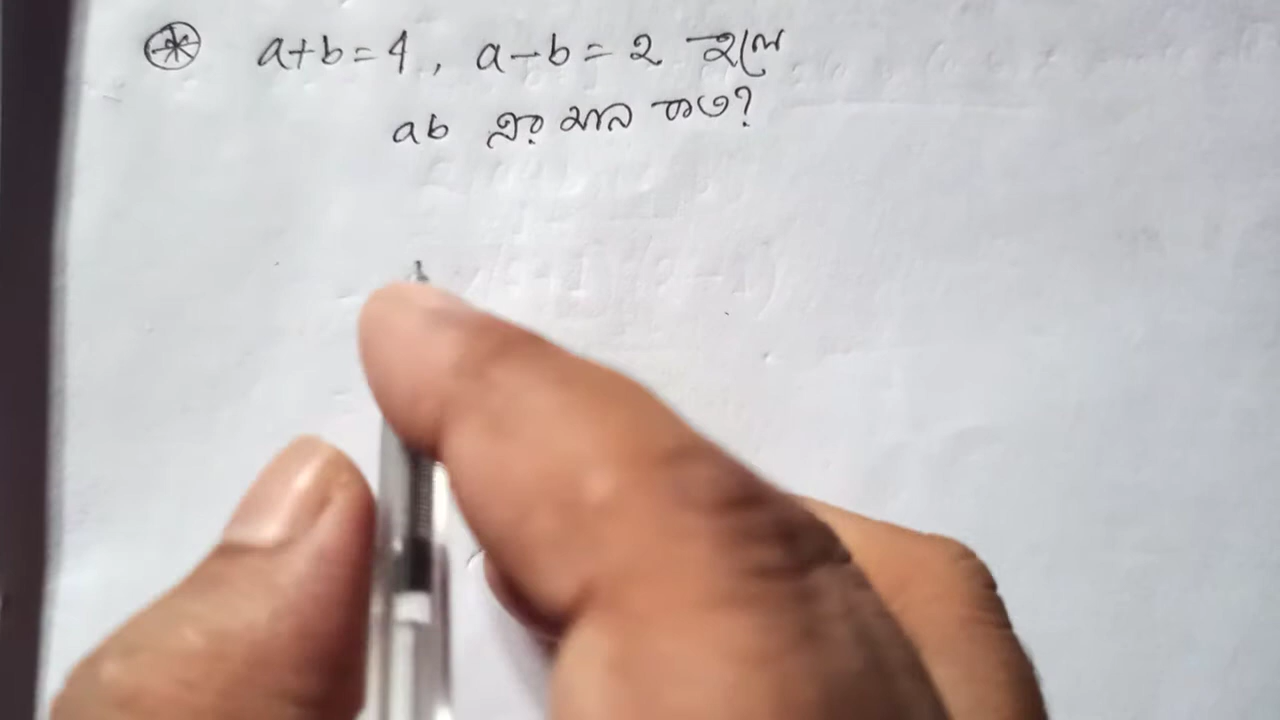 a+b=4, a-b=2 হলে
ab এর মান কত?